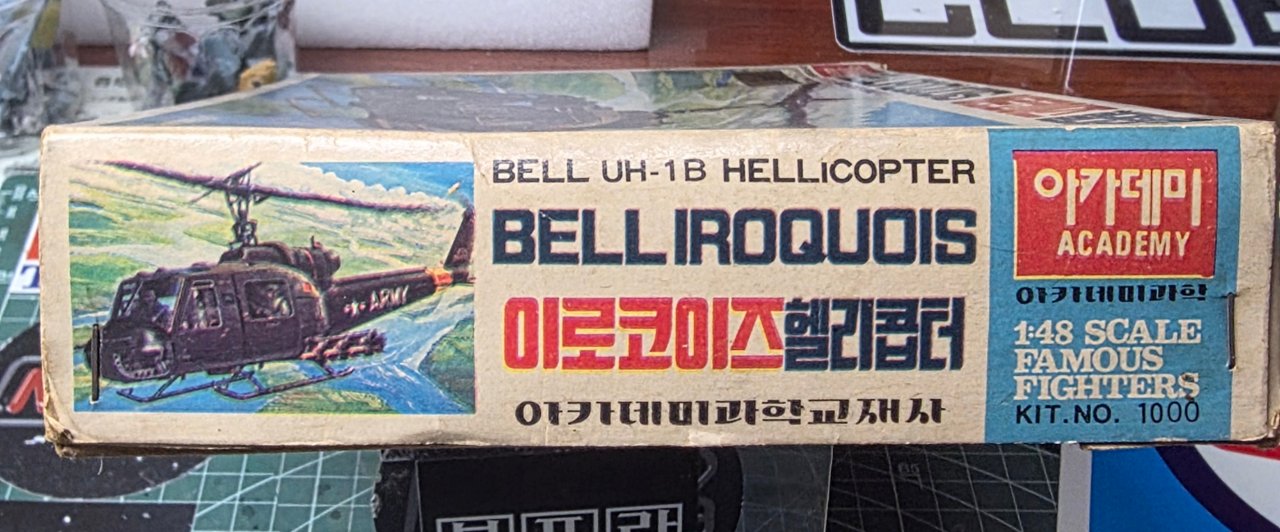 BELL UH-1B HELLICOPTER
BELL IROQUOIS
이로코이즈헬리콥터
아카데미과학교재사
ARMY
아카데미
ACADEMY
아카데미과학
1:48 SCALE
FAMOUS
FIGHTERS
KIT.NO. 1000